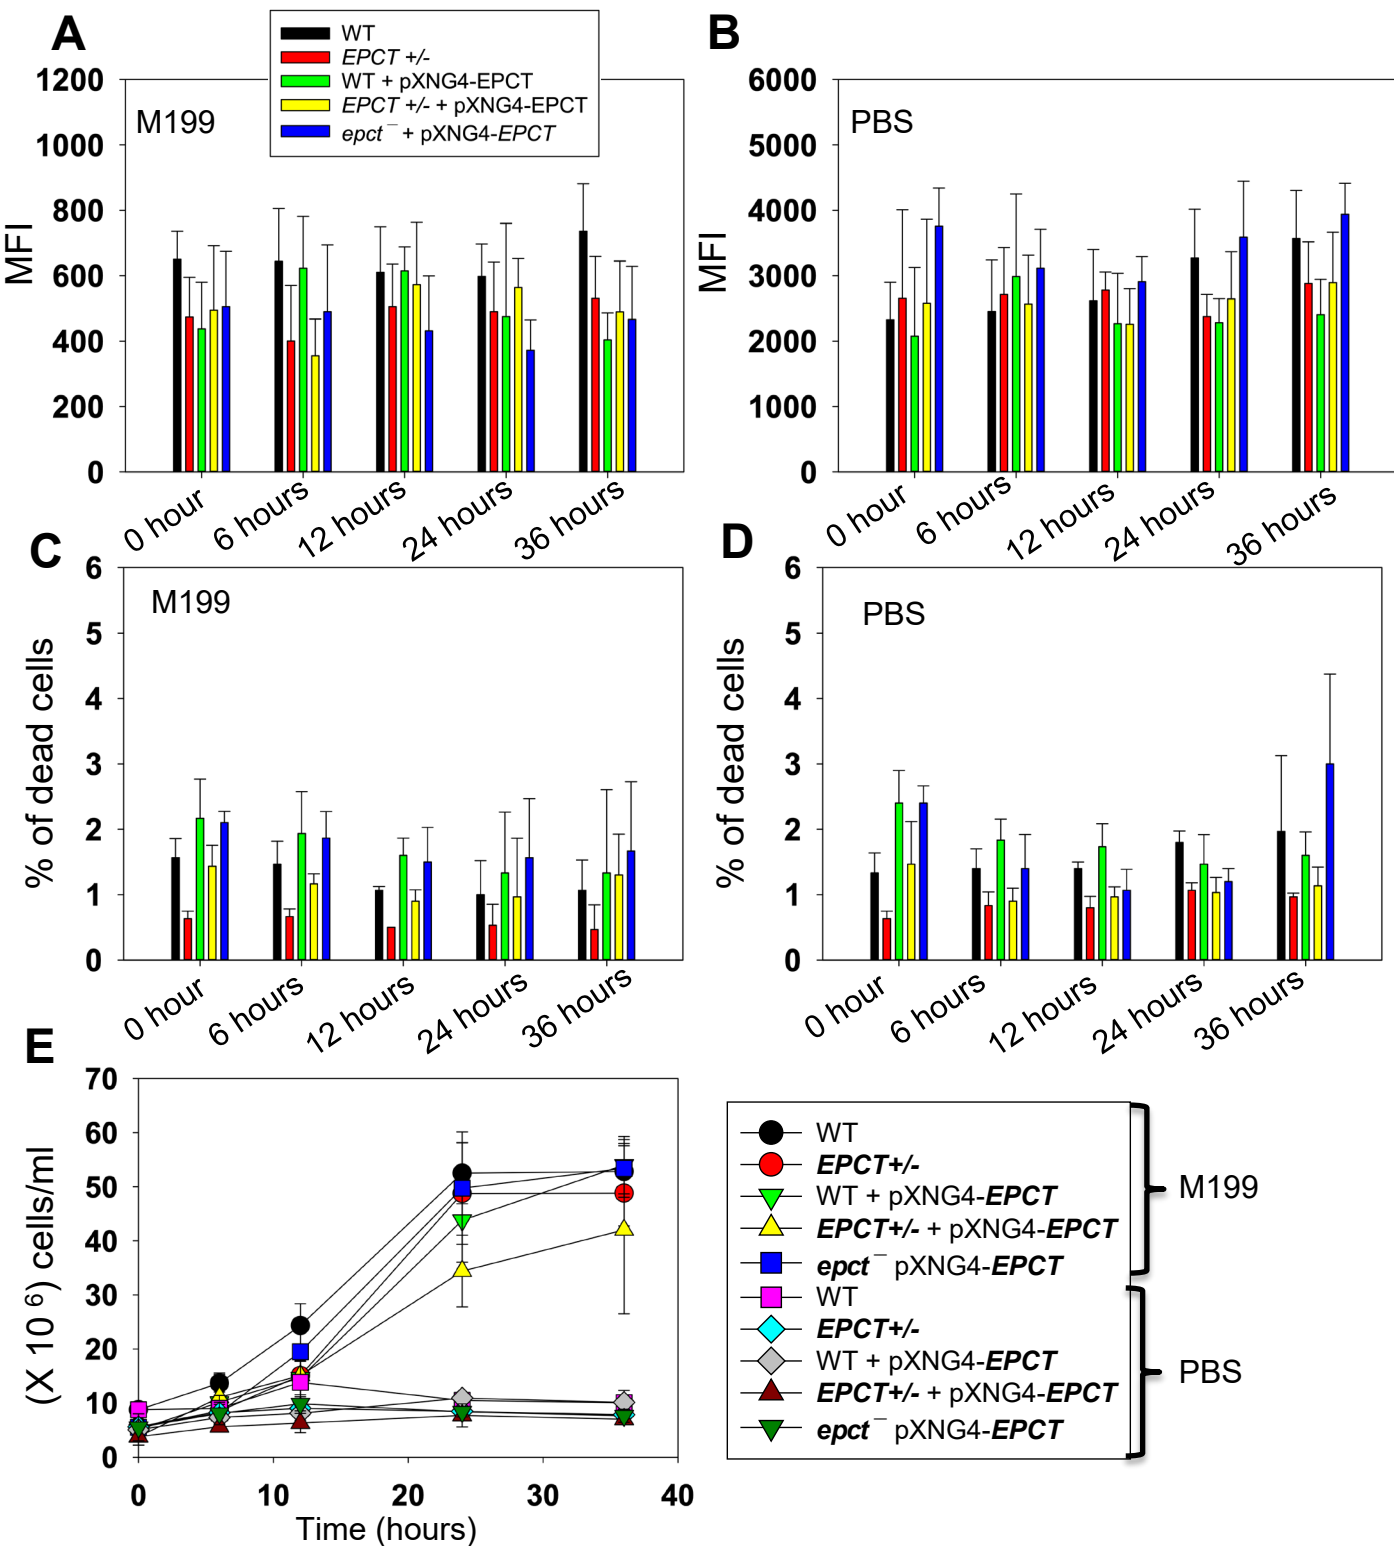 A
WT
EPCT +/-
WT + pXNG4-EPCT
EPCT +/- + pXNG4-EPCT
epct⁻ + pXNG4-EPCT
M199
MFI
1200
1000
800
600
400
200
0
0 hour
6 hours
12 hours
24 hours
36 hours
B
PBS
MFI
6000
5000
4000
3000
2000
1000
0
0 hour
6 hours
12 hours
24 hours
36 hours
C
M199
% of dead cells
6
5
4
3
2
1
0
0 hour
6 hours
12 hours
24 hours
36 hours
D
PBS
% of dead cells
6
5
4
3
2
1
0
0 hour
6 hours
12 hours
24 hours
36 hours
E
(X 10⁶) cells/ml
70
60
50
40
30
20
10
0
0 10 20 30 40
Time (hours)
WT
EPCT+/-
WT + pXNG4-EPCT
EPCT+/- + pXNG4-EPCT
epct⁻ pXNG4-EPCT
M199
WT
EPCT+/-
WT + pXNG4-EPCT
EPCT+/- + pXNG4-EPCT
epct⁻ pXNG4-EPCT
PBS